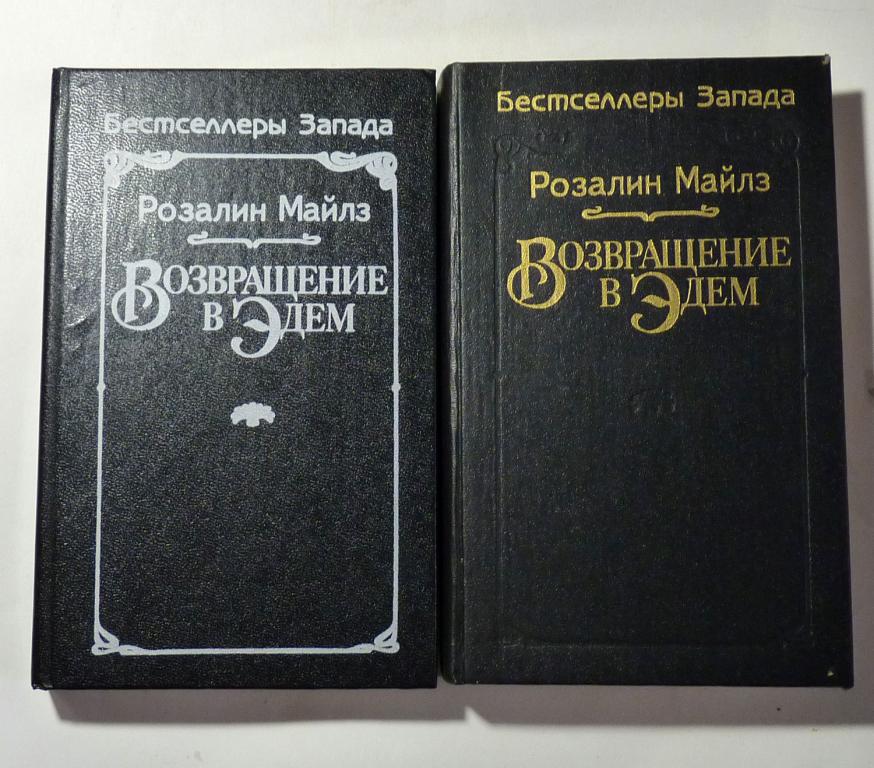 Бестселлеры Запада
Розалин Майлз
Возвращение
в Эдем
Бестселлеры Запада
Розалин Майлз
Возвращение
в Эдем